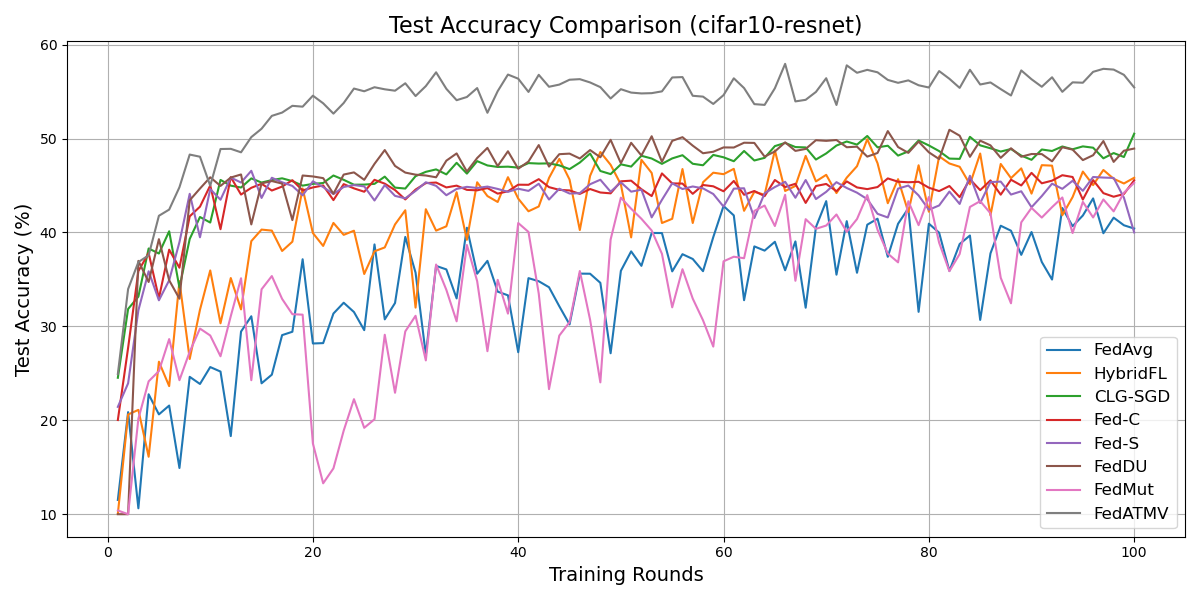 Test Accuracy Comparison (cifar10-resnet)
Test Accuracy (%)
60
50
40
30
20
10
0
20
40
60
80
100
Training Rounds
FedAvg
HybridFL
CLG-SGD
Fed-C
Fed-S
FedDU
FedMut
FedATMV